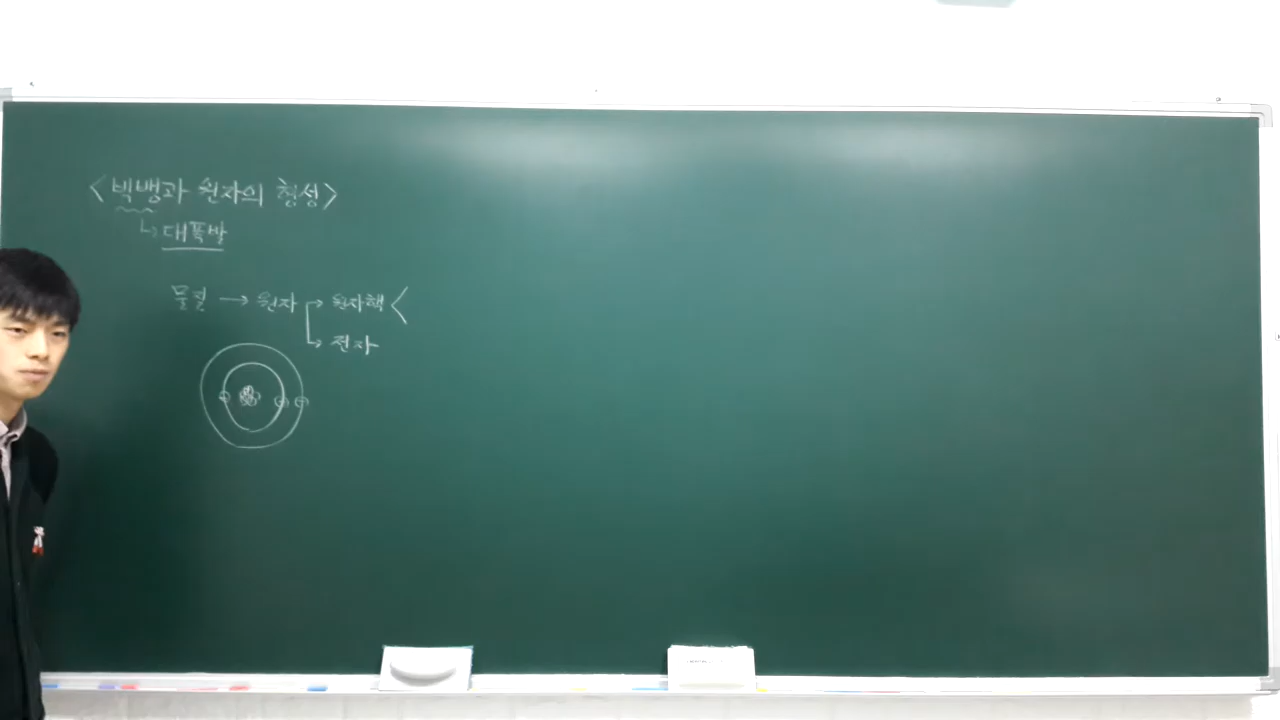 <빅뱅과 원자의 형성>
↳ 대폭발
물질 → 원자 → 원자핵 <
↳ 전자